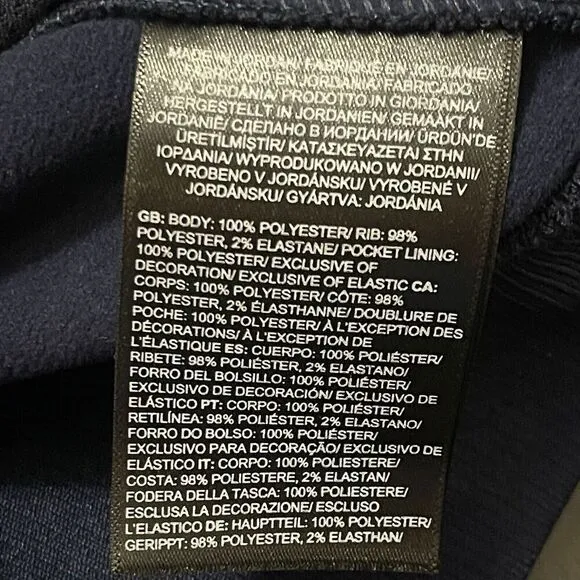 MADE IN JORDAN/ FABRIQUÉ EN JORDANIE/
FABRICADO EN JORDANIA/ FABRICADO
NA JORDÂNIA/ PRODOTTO IN GIORDANIA/
HERGESTELLT IN JORDANIEN/ GEMAAKT IN
JORDANIË/ СДЕЛАНО В ИОРДАНИИ/ ÜRDÜN'DE
ÜRETİLMİŞTİR/ ΚΑΤΑΣΚΕΥΑΖΕΤΑΙ ΣΤΗΝ
ΙΟΡΔΑΝΙΑ/ WYPRODUKOWANO W JORDANII/
VYROBENO V JORDÁNSKU/ VYROBENÉ V
JORDÁNSKU/ GYÁRTVA: JORDÁNIA
GB: BODY: 100% POLYESTER/ RIB: 98%
POLYESTER, 2% ELASTANE/ POCKET LINING:
100% POLYESTER/ EXCLUSIVE OF
DECORATION/ EXCLUSIVE OF ELASTIC CA:
CORPS: 100% POLYESTER/ CÔTE: 98%
POLYESTER, 2% ÉLASTHANNE/ DOUBLURE DE
POCHE: 100% POLYESTER/ À L'EXCEPTION DES
DÉCORATIONS/ À L'EXCEPTION DE
L'ÉLASTIQUE ES: CUERPO: 100% POLIÉSTER/
RIBETE: 98% POLIÉSTER, 2% ELASTANO/
FORRO DEL BOLSILLO: 100% POLIÉSTER/
EXCLUSIVO DE DECORACIÓN/ EXCLUSIVO DE
ELÁSTICO PT: CORPO: 100% POLIÉSTER/
RETILÍNEA: 98% POLIÉSTER, 2% ELASTANO/
FORRO DO BOLSO: 100% POLIÉSTER/
EXCLUSIVO PARA DECORAÇÃO/ EXCLUSIVO DE
ELÁSTICO IT: CORPO: 100% POLIESTERE/
COSTA: 98% POLIESTERE, 2% ELASTAN/
FODERA DELLA TASCA: 100% POLIESTERE/
ESCLUSA LA DECORAZIONE/ ESCLUSO
L'ELASTICO DE: HAUPTTEIL: 100% POLYESTER/
GERIPPT: 98% POLYESTER, 2% ELASTHAN/